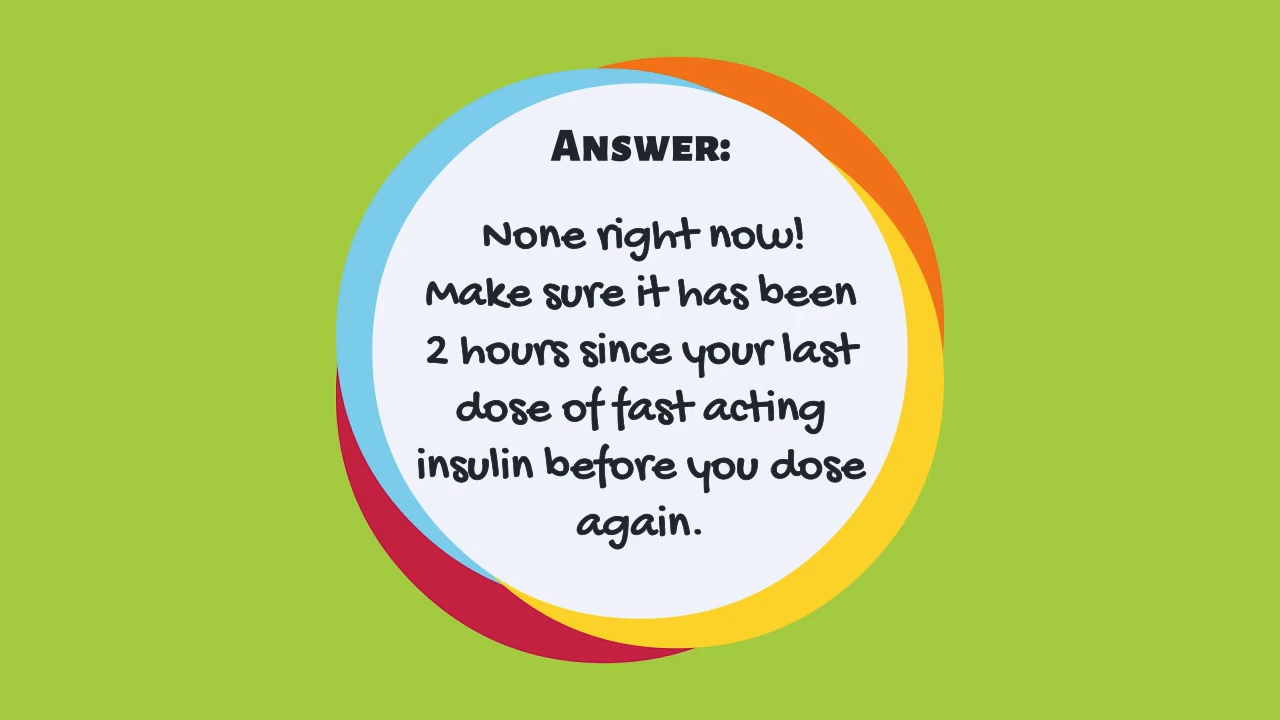 Answer:
None right now!
Make sure it has been
2 hours since your last
dose of fast acting
insulin before you dose
again.